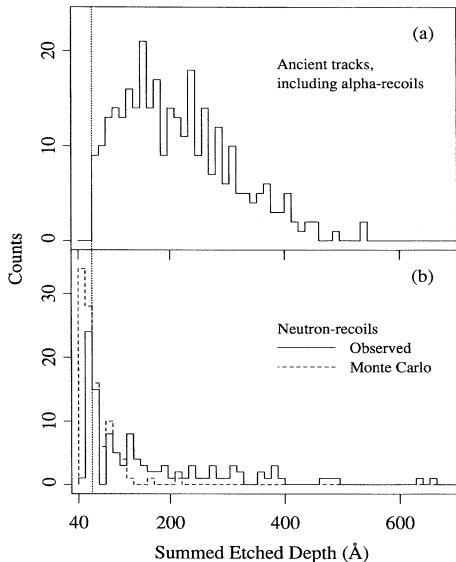 (a)
Ancient tracks,
including alpha-recoils
20
10
0
Counts
(b)
Neutron-recoils
Observed
Monte Carlo
30
20
10
0
40 200 400 600
Summed Etched Depth (Å)